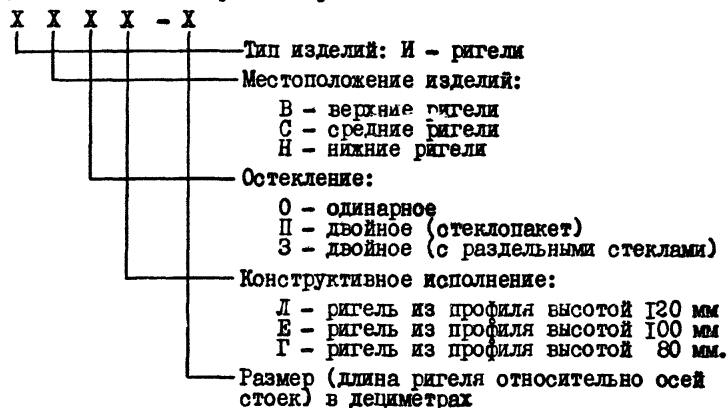 Х Х Х Х - Х
Тип изделий: И - ригели
Местоположение изделий:
В - верхние ригели
С - средние ригели
Н - нижние ригели
Остекление:
О - одинарное
П - двойное (стеклопакет)
З - двойное (с раздельными стеклами)
Конструктивное исполнение:
Л - ригель из профиля высотой 120 мм
Е - ригель из профиля высотой 100 мм
Г - ригель из профиля высотой 80 мм.
Размер (длина ригеля относительно осей
стоек) в дециметрах